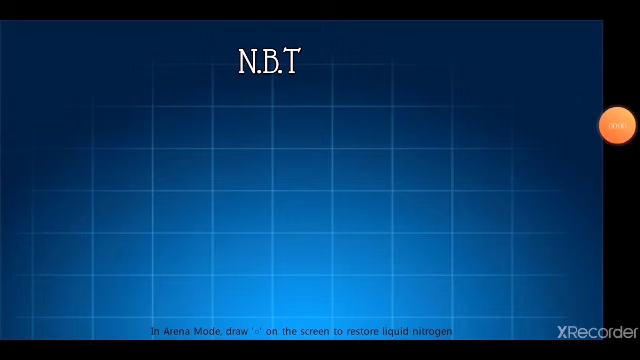 N.B.T
In Arena Mode, draw '○' on the screen to restore liquid nitrogen
XRecorder